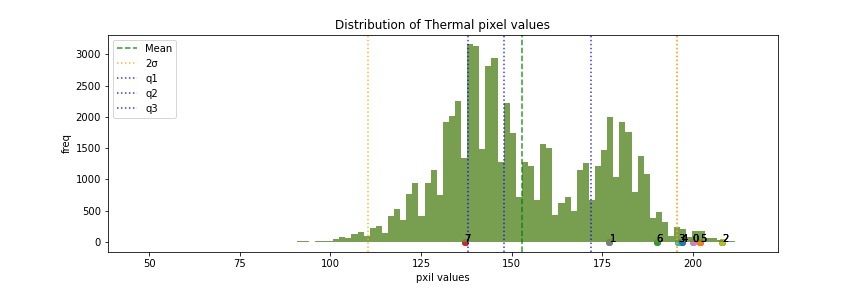 Distribution of Thermal pixel values
Mean
2σ
q1
q2
q3
freq
3000
2500
2000
1500
1000
500
0
7 1 6 3 4 0 5 2
50 75 100 125 150 175 200
pxil values